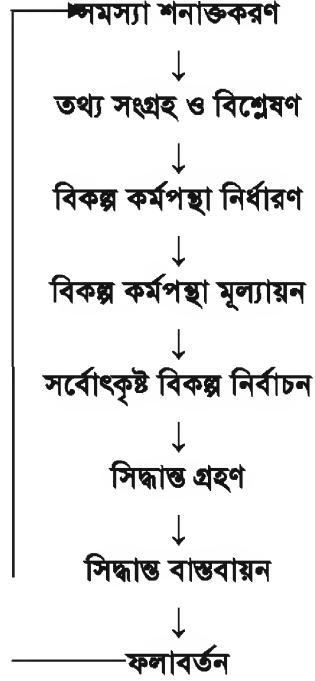 সমস্যা শনাক্তকরণ
তথ্য সংগ্রহ ও বিশ্লেষণ
বিকল্প কর্মপন্থা নির্ধারণ
বিকল্প কর্মপন্থা মূল্যায়ন
সর্বোৎকৃষ্ট বিকল্প নির্বাচন
সিদ্ধান্ত গ্রহণ
সিদ্ধান্ত বাস্তবায়ন
ফলাবর্তন